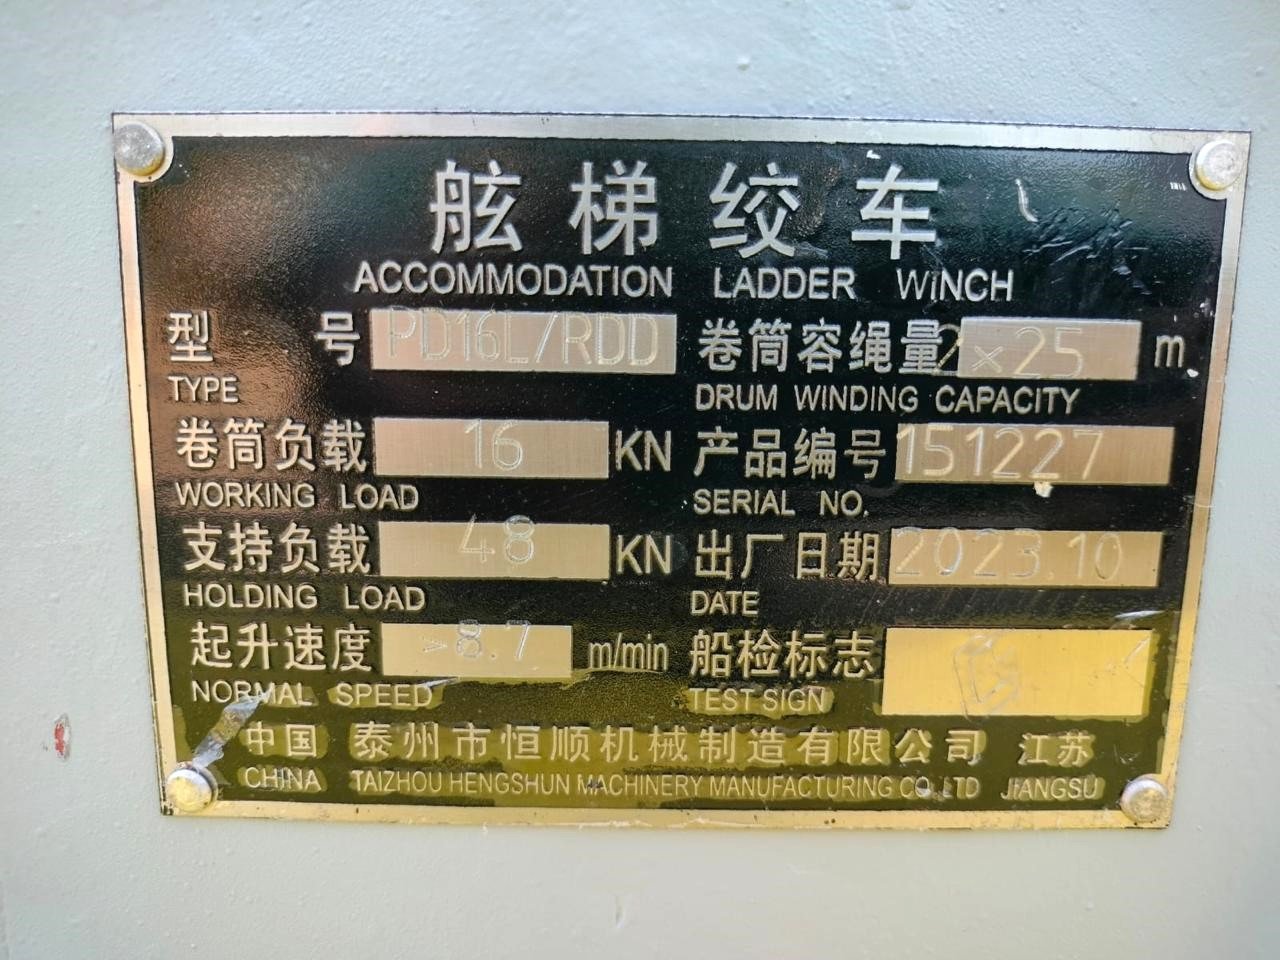 舷梯绞车
ACCOMMODATION LADDER WiNCH
型号 PD16L/RDD 卷筒容绳量 2×25 m
TYPE DRUM WINDING CAPACITY
卷筒负载 16 KN 产品编号 151227
WORKING LOAD SERIAL NO.
支持负载 48 KN 出厂日期 2023.10
HOLDING LOAD DATE
起升速度 >8.7 m/min 船检标志
NORMAL SPEED TEST SIGN
中国 泰州市恒顺机械制造有限公司 江苏
CHINA TAIZHOU HENGSHUN MACHINERY MANUFACTURING CO.LTD JIANGSU